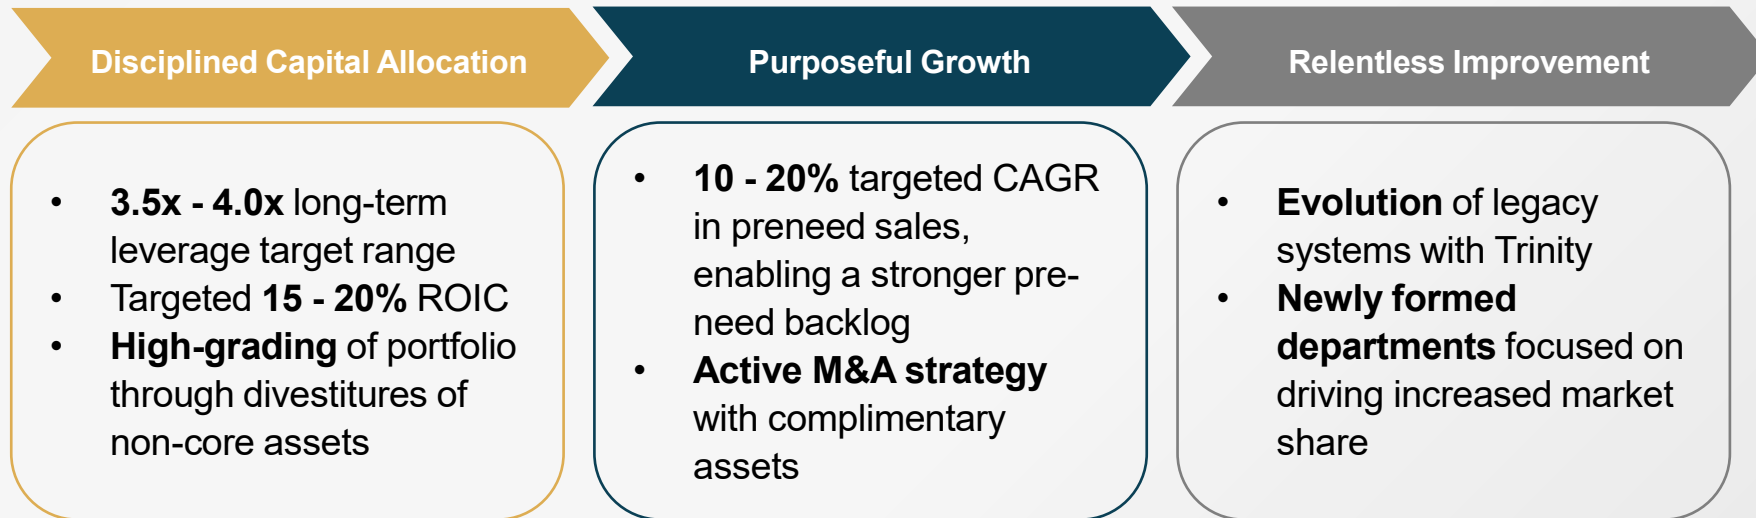 Disciplined Capital Allocation
• 3.5x - 4.0x long-term
leverage target range
• Targeted 15 - 20% ROIC
• High-grading of portfolio
through divestitures of
non-core assets
Purposeful Growth
• 10 - 20% targeted CAGR
in preneed sales,
enabling a stronger pre-
need backlog
• Active M&A strategy
with complimentary
assets
Relentless Improvement
• Evolution of legacy
systems with Trinity
• Newly formed
departments focused on
driving increased market
share